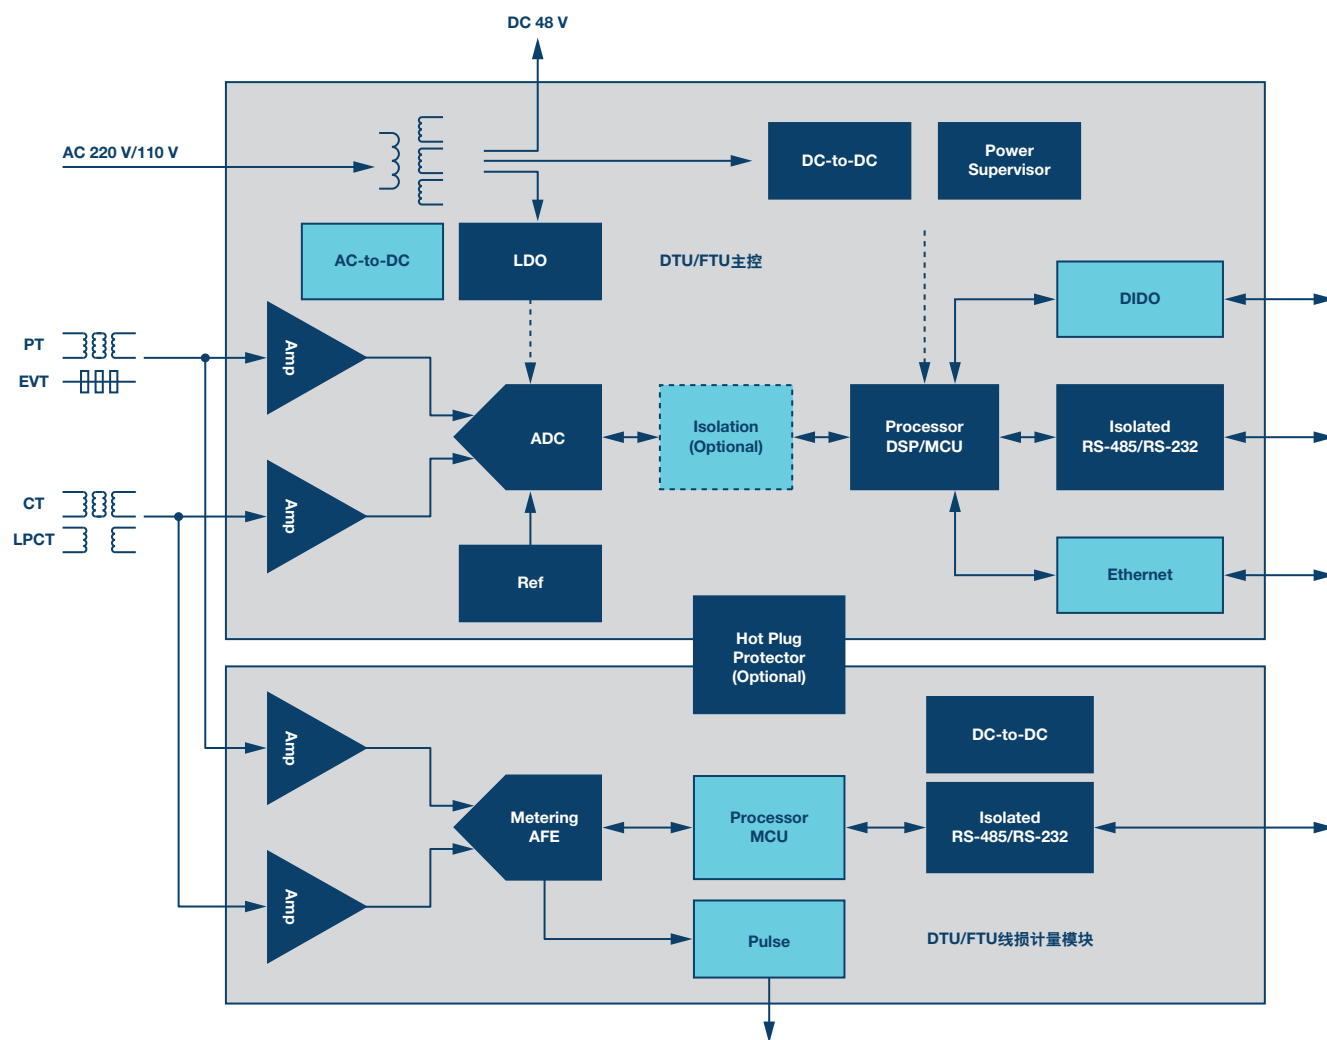 DC 48 V
AC 220 V/110 V
DC-to-DC
Power
Supervisor
AC-to-DC
LDO
DTU/FTU主控
DIDO
PT
EVT
Amp
ADC
Isolation
(Optional)
Processor
DSP/MCU
Isolated
RS-485/RS-232
CT
LPCT
Amp
Ref
Ethernet
Hot Plug
Protector
(Optional)
Amp
DC-to-DC
Metering
AFE
Processor
MCU
Isolated
RS-485/RS-232
Amp
Pulse
DTU/FTU线损计量模块